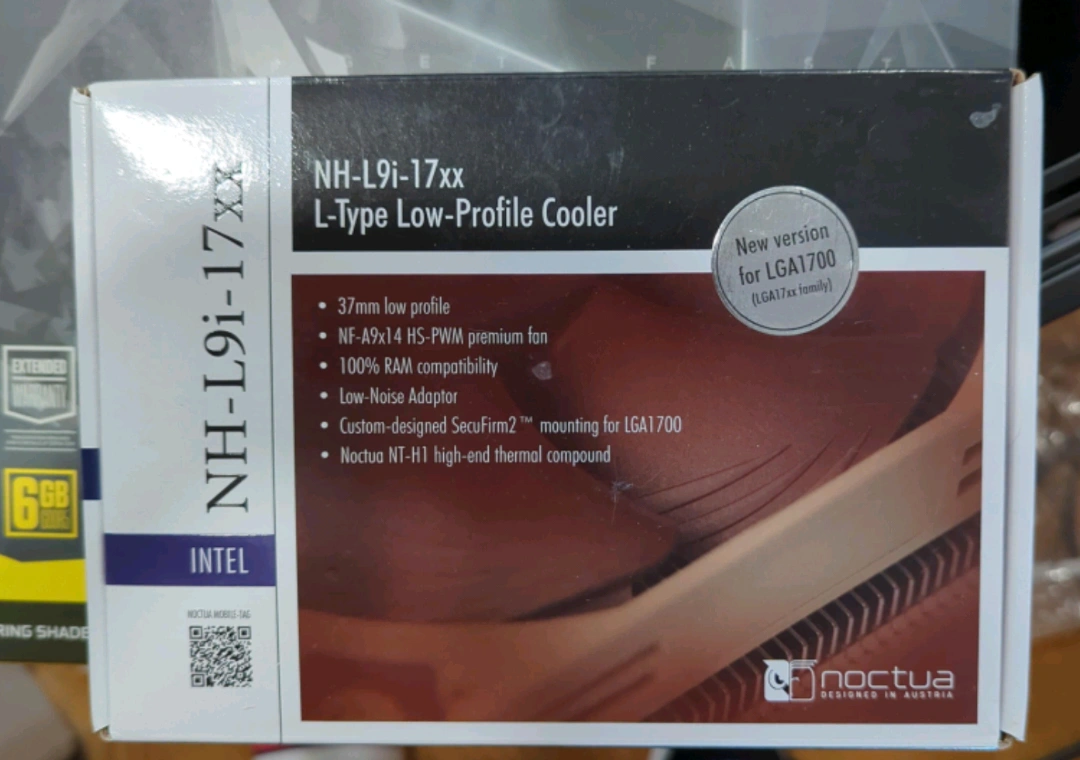 GET FAST
NH-L9i-17xx
L-Type Low-Profile Cooler
New version
for LGA1700
(LGA17xx family)
• 37mm low profile
• NF-A9x14 HS-PWM premium fan
• 100% RAM compatibility
• Low-Noise Adaptor
• Custom-designed SecuFirm2™ mounting for LGA1700
• Noctua NT-H1 high-end thermal compound
NH-L9i-17xx
INTEL
NOCTUA MOBILE-TAG
noctua
DESIGNED IN AUSTRIA
EXTENDED
WARRANTY
6GB
RING SHADE